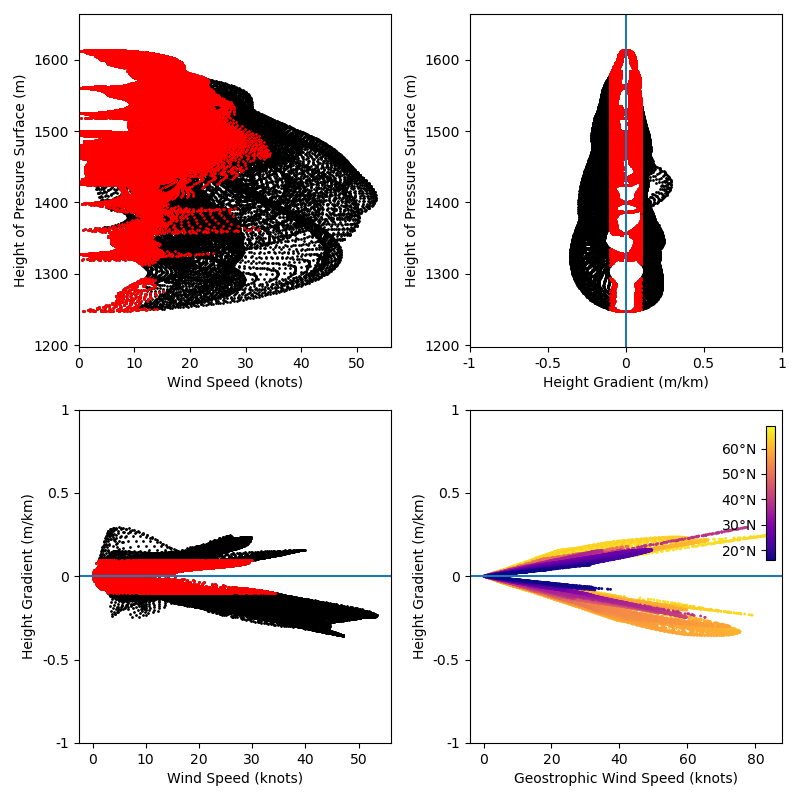 1600
1500
1400
1300
1200
0 10 20 30 40 50
Wind Speed (knots)
Height of Pressure Surface (m)
1600
1500
1400
1300
1200
-1 -0.5 0 0.5 1
Height Gradient (m/km)
Height of Pressure Surface (m)
1
0.5
0
-0.5
-1
0 10 20 30 40 50
Wind Speed (knots)
Height Gradient (m/km)
1
0.5
0
-0.5
-1
0 20 40 60 80
Geostrophic Wind Speed (knots)
Height Gradient (m/km)
60°N
50°N
40°N
30°N
20°N